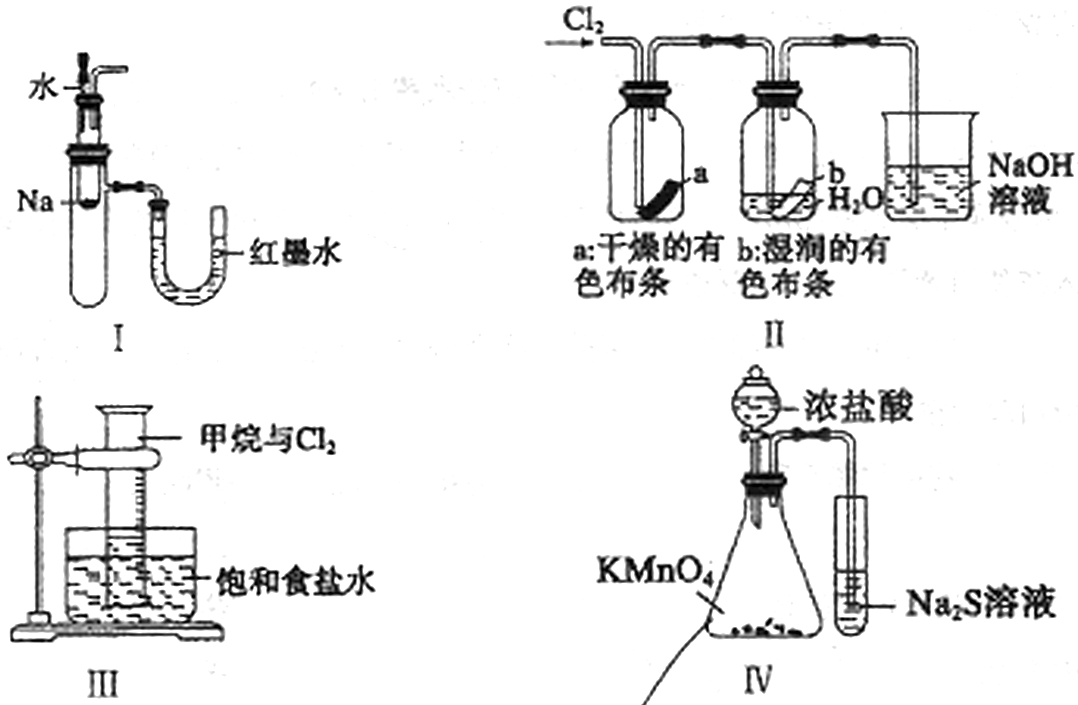 水
Na
红墨水
I
Cl₂
a
b
H₂O
NaOH
溶液
a:干燥的有
色布条
b:湿润的有
色布条
II
甲烷与Cl₂
饱和食盐水
III
浓盐酸
KMnO₄
Na₂S溶液
IV